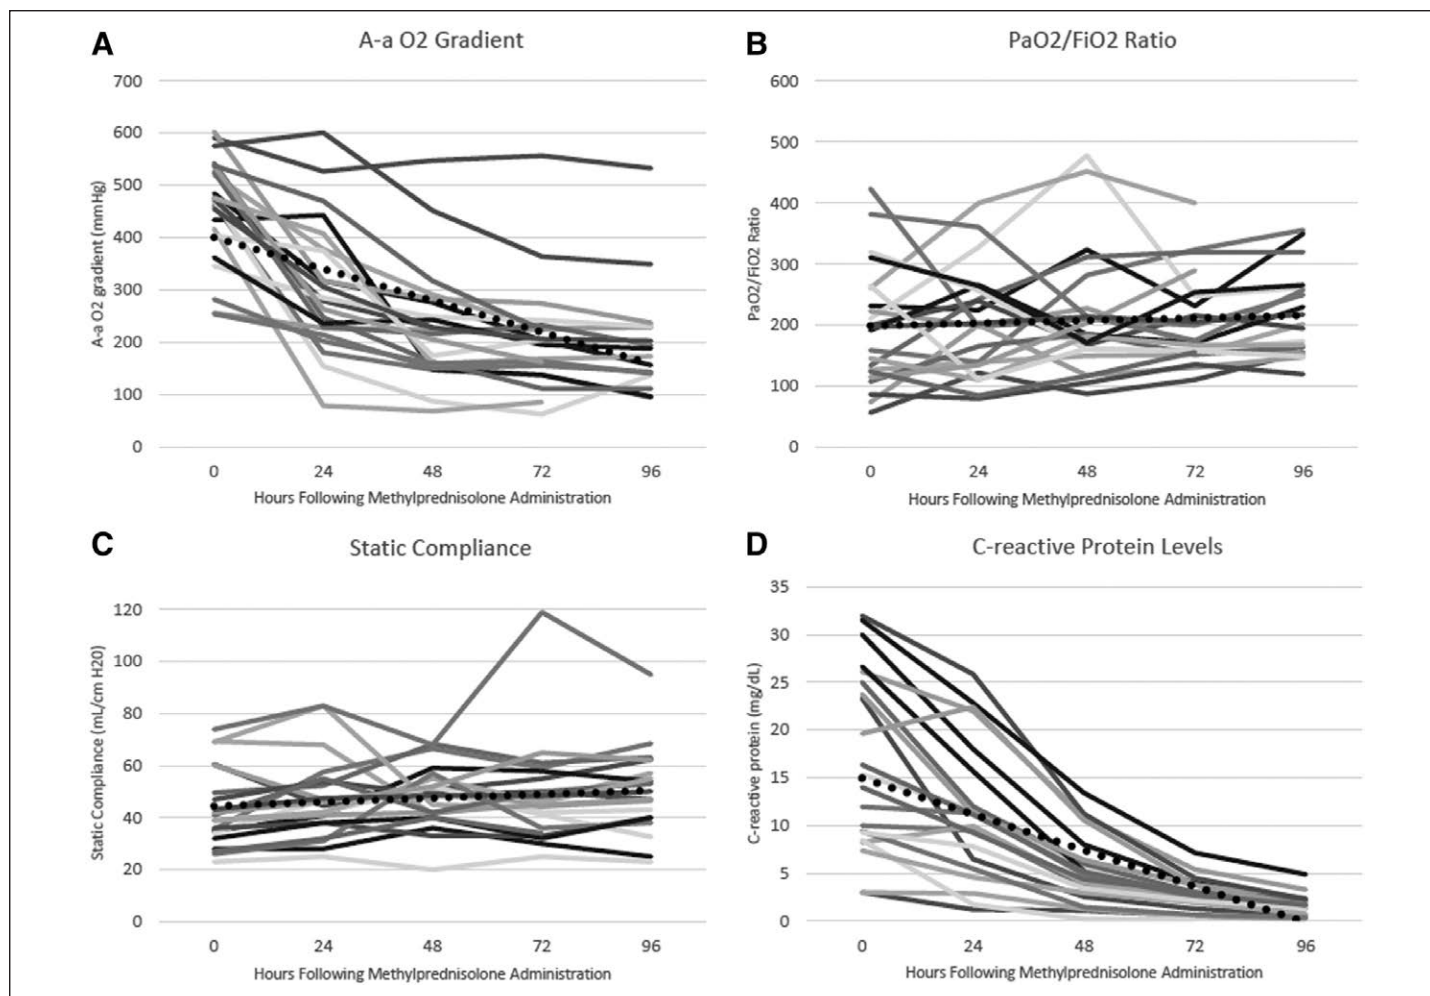 A
A-a O2 Gradient
700
600
500
400
300
200
100
0
A-a O2 gradient (mmHg)
0 24 48 72 96
Hours Following Methylprednisolone Administration
B
PaO2/FiO2 Ratio
600
500
400
300
200
100
0
PaO2/FiO2 Ratio
0 24 48 72 96
Hours Following Methylprednisolone Administration
C
Static Compliance
120
100
80
60
40
20
0
Static Compliance (mL/cm H20)
0 24 48 72 96
Hours Following Methylprednisolone Administration
D
C-reactive Protein Levels
35
30
25
20
15
10
5
0
C-reactive protein (mg/dL)
0 24 48 72 96
Hours Following Methylprednisolone Administration